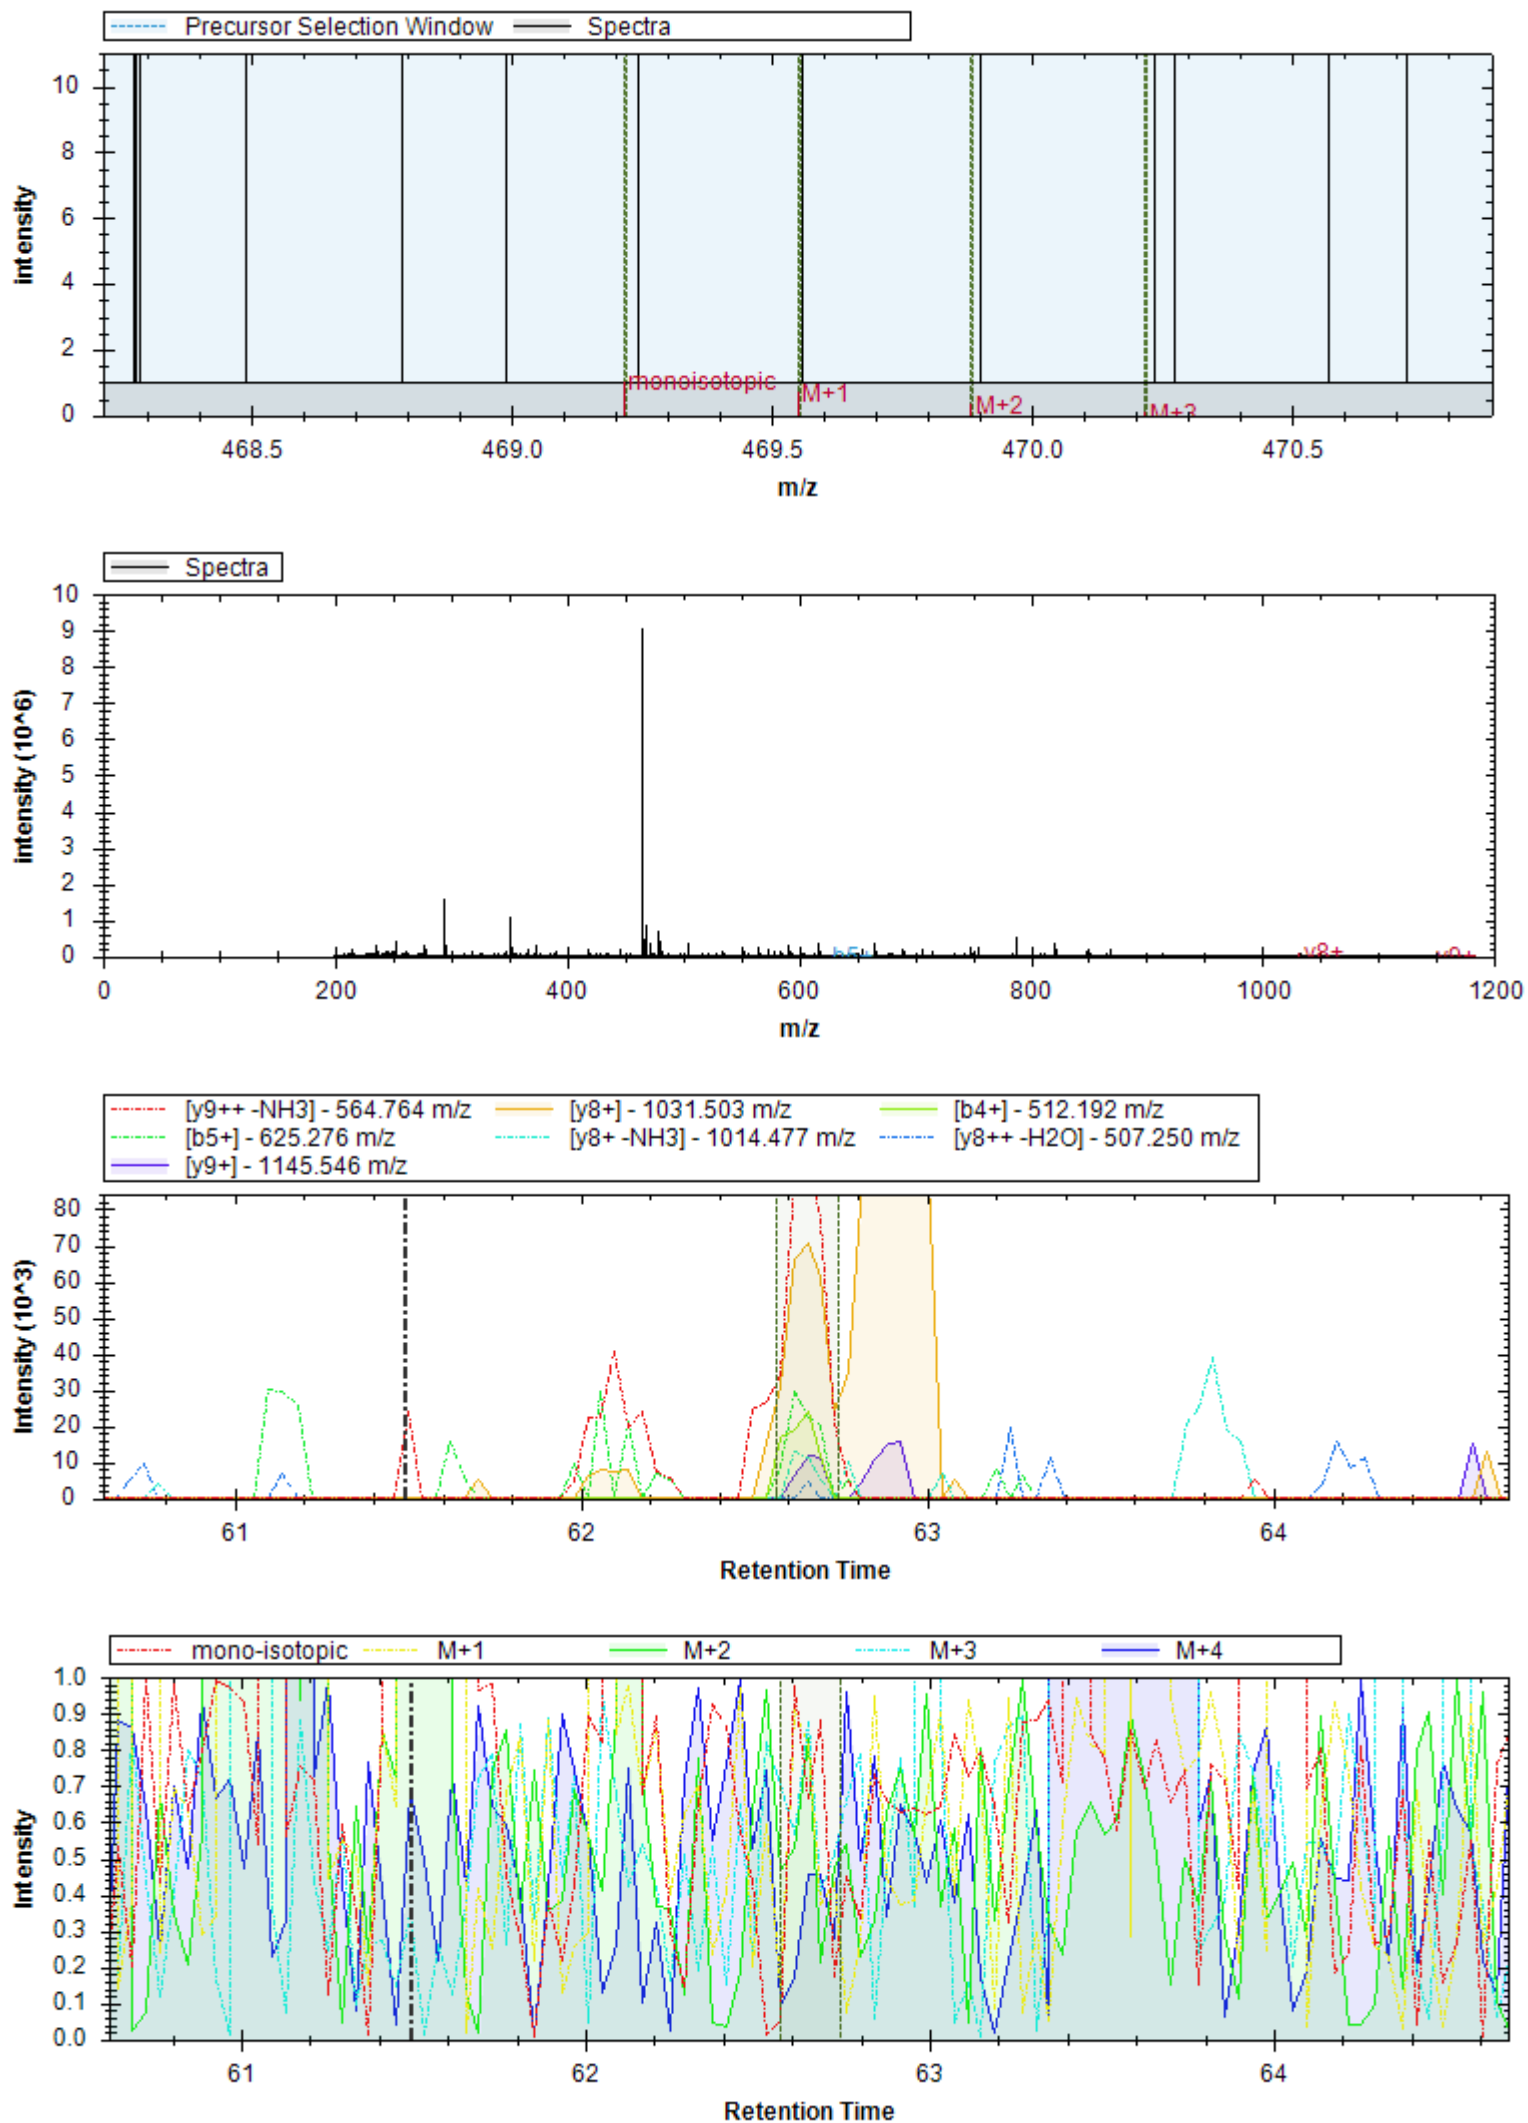 Precursor Selection Window Spectra
10
8
6
4
2
0
intensity
monoisotopic M+1 M+2 M+3
468.5 469.0 469.5 470.0 470.5
m/z
Spectra
10
9
8
7
6
5
4
3
2
1
0
intensity (10^6)
b5+ y8+ y9+
0 200 400 600 800 1000 1200
m/z
[y9++ -NH3] - 564.764 m/z [y8+] - 1031.503 m/z [b4+] - 512.192 m/z
[b5+] - 625.276 m/z [y8+ -NH3] - 1014.477 m/z [y8++ -H2O] - 507.250 m/z
[y9+] - 1145.546 m/z
80
70
60
50
40
30
20
10
0
Intensity (10^3)
61 62 63 64
Retention Time
mono-isotopic M+1 M+2 M+3 M+4
1.0
0.9
0.8
0.7
0.6
0.5
0.4
0.3
0.2
0.1
0.0
Intensity
61 62 63 64
Retention Time